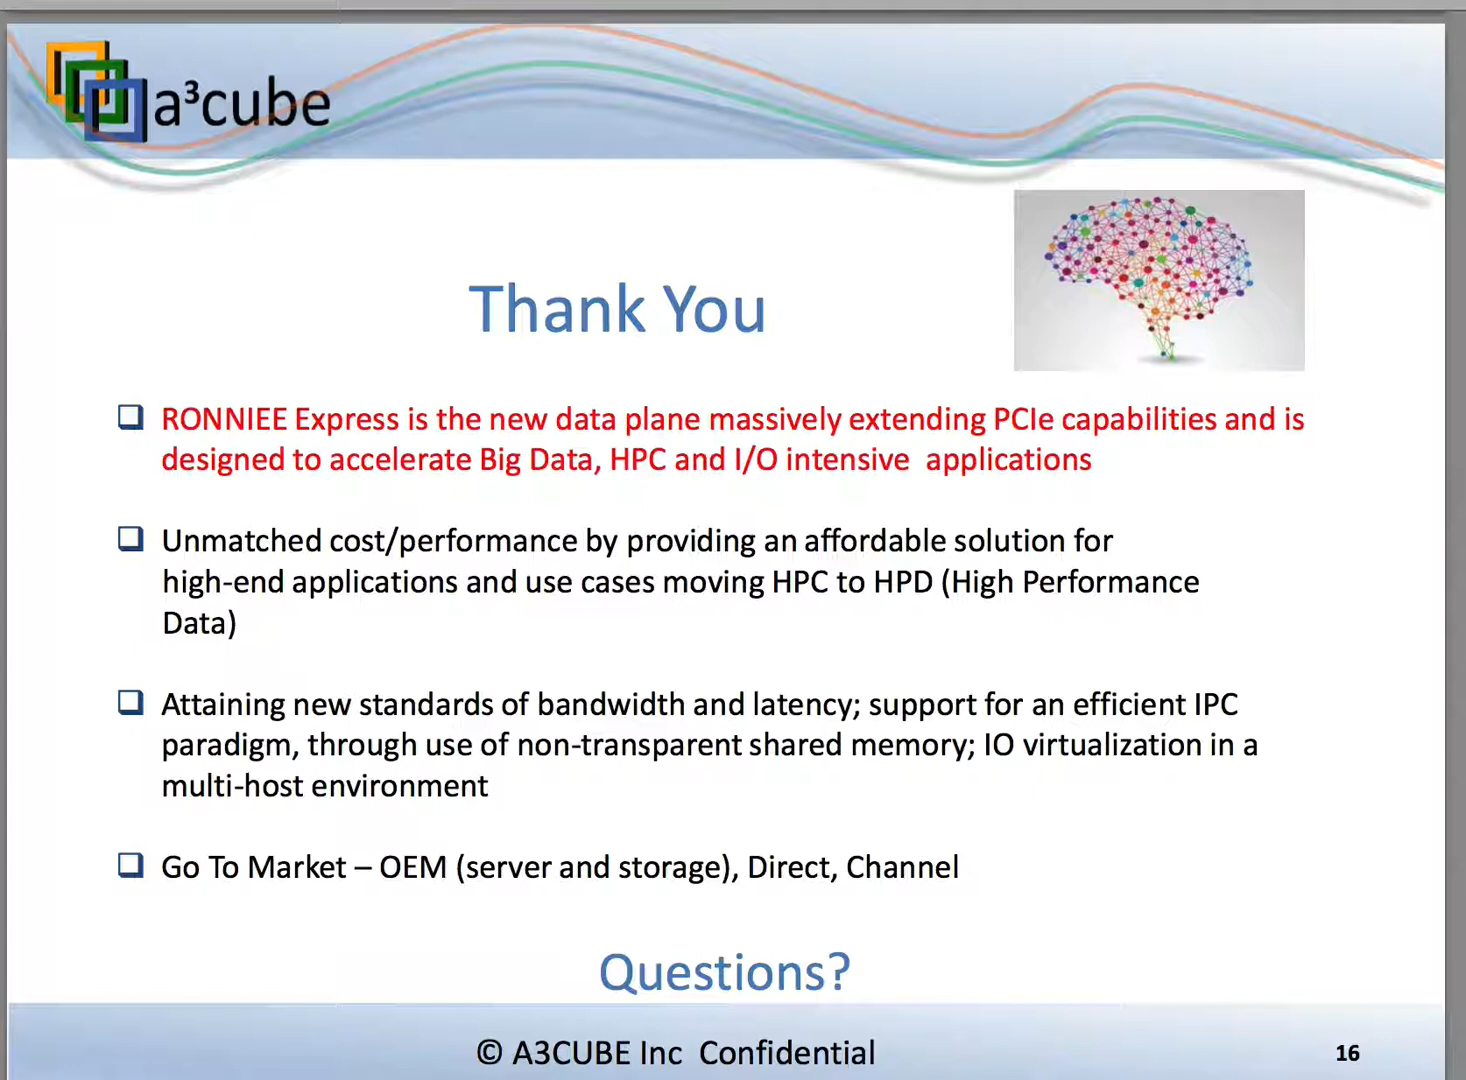 a³cube
Thank You
RONNIEE Express is the new data plane massively extending PCIe capabilities and is
designed to accelerate Big Data, HPC and I/O intensive  applications
Unmatched cost/performance by providing an affordable solution for
high-end applications and use cases moving HPC to HPD (High Performance
Data)
Attaining new standards of bandwidth and latency; support for an efficient IPC
paradigm, through use of non-transparent shared memory; IO virtualization in a
multi-host environment
Go To Market – OEM (server and storage), Direct, Channel
Questions?
© A3CUBE Inc  Confidential
16